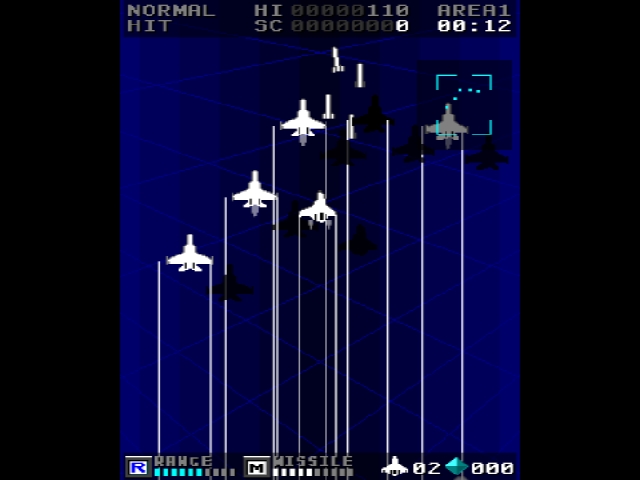 NORMAL HI 00000110 AREA1
HIT SC 00000000 00:12
R RANGE M MISSILE 02 000